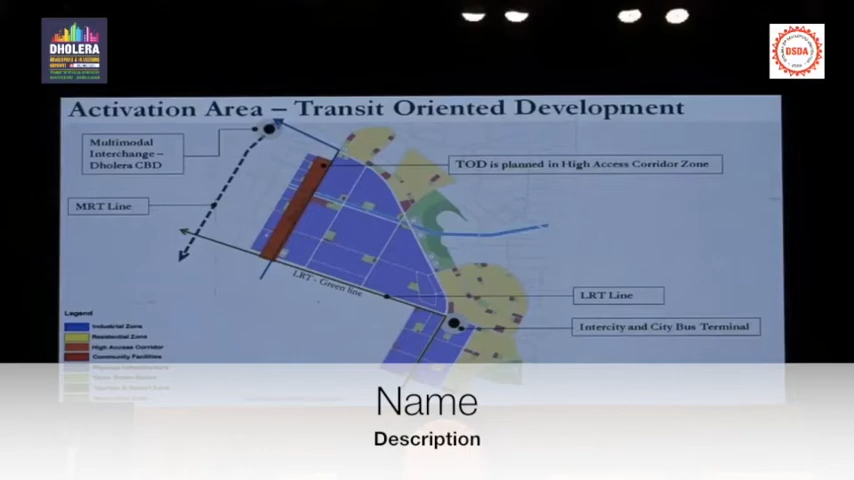 DHOLERA
DSDA
Activation Area – Transit Oriented Development
Multimodal
Interchange –
Dholera CBD
TOD is planned in High Access Corridor Zone
MRT Line
LRT - Green line
LRT Line
Intercity and City Bus Terminal
Legend
Industrial Zone
Residential Zone
High Access Corridor
Community Facilities
Physical Infrastructure
Name
Description